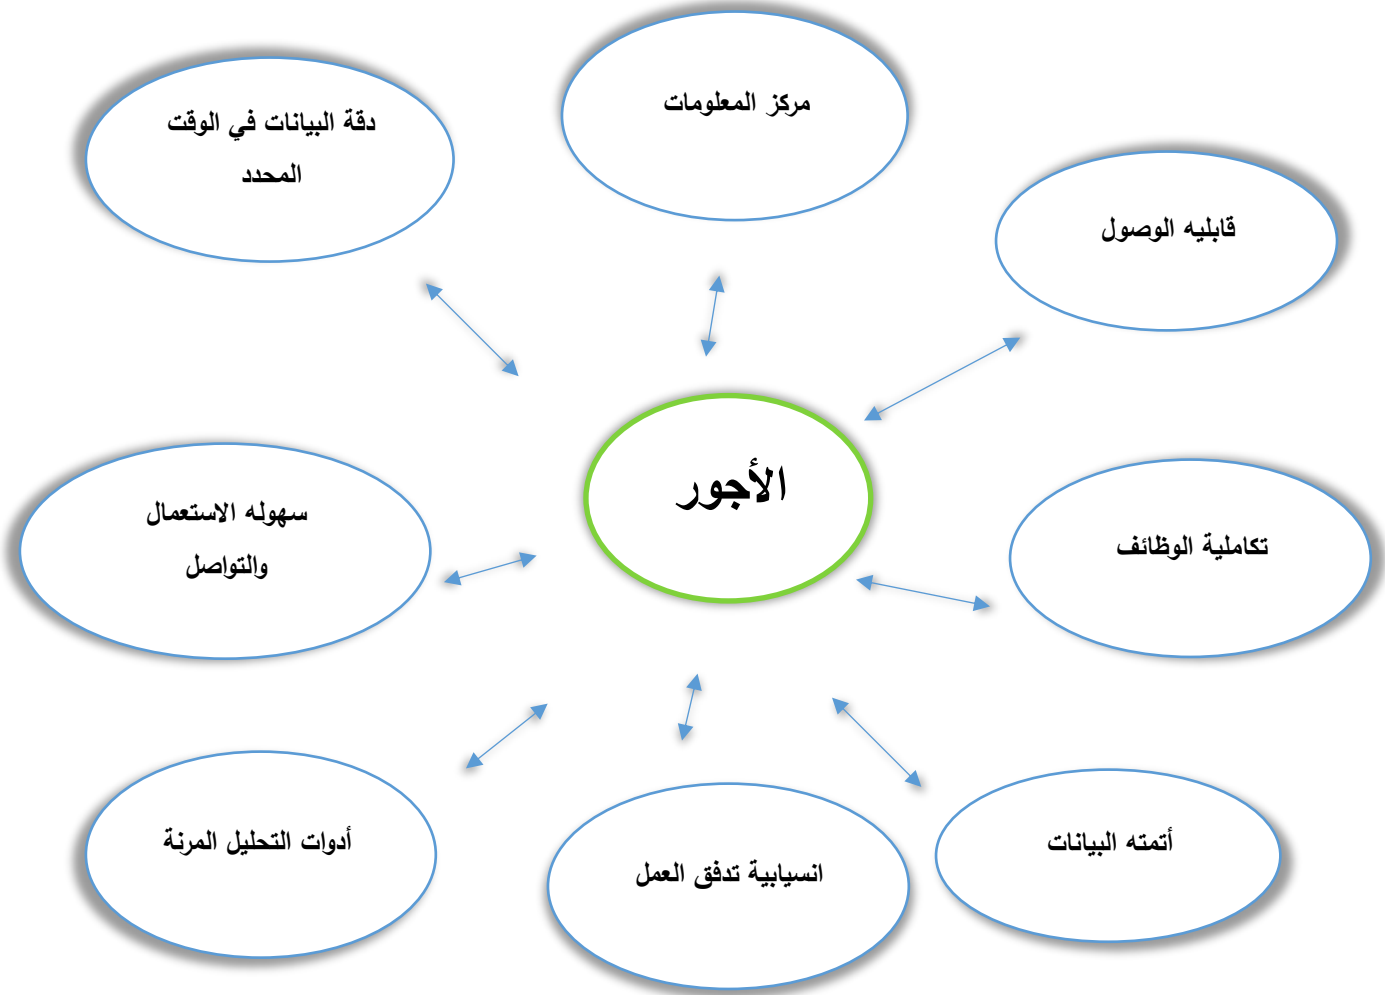 مركز المعلومات
دقة البيانات في الوقت
المحدد
قابليه الوصول
الأجور
سهوله الاستعمال
والتواصل
تكاملية الوظائف
أدوات التحليل المرنة
انسيابية تدفق العمل
أتمته البيانات